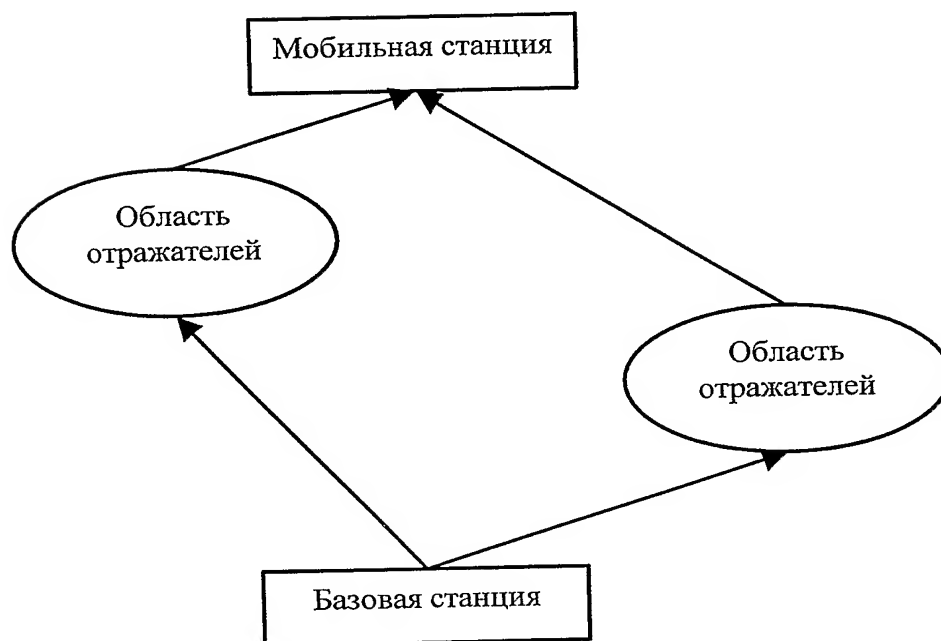 Мобильная станция
Область
отражателей
Область
отражателей
Базовая станция